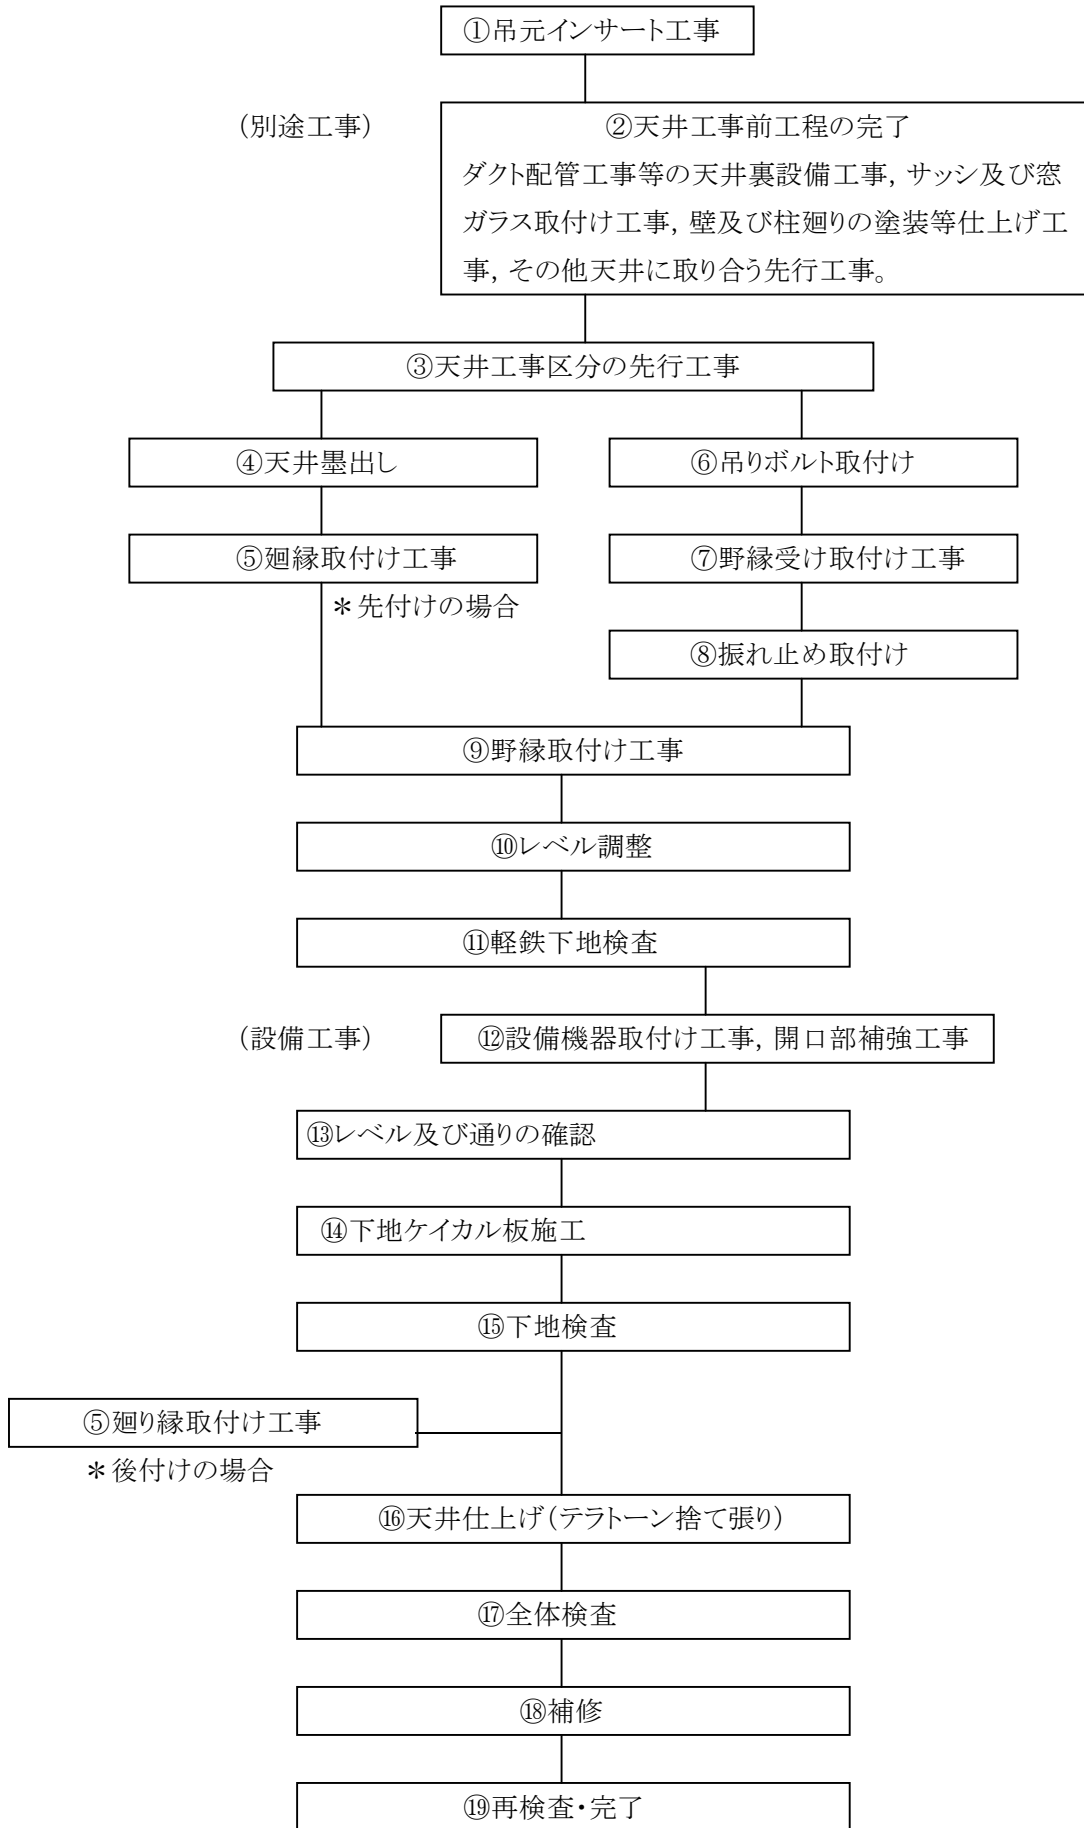 ①吊元インサート工事
(別途工事)
②天井工事前工程の完了
ダクト配管工事等の天井裏設備工事, サッシ及び窓
ガラス取付け工事, 壁及び柱廻りの塗装等仕上げ工
事, その他天井に取り合う先行工事。
③天井工事区分の先行工事
④天井墨出し
⑥吊りボルト取付け
⑤廻縁取付け工事
⑦野縁受け取付け工事
＊先付けの場合
⑧振れ止め取付け
⑨野縁取付け工事
⑩レベル調整
⑪軽鉄下地検査
(設備工事)
⑫設備機器取付け工事, 開口部補強工事
⑬レベル及び通りの確認
⑭下地ケイカル板施工
⑮下地検査
⑤廻り縁取付け工事
＊後付けの場合
⑯天井仕上げ(テラトーン捨て張り)
⑰全体検査
⑱補修
⑲再検査・完了